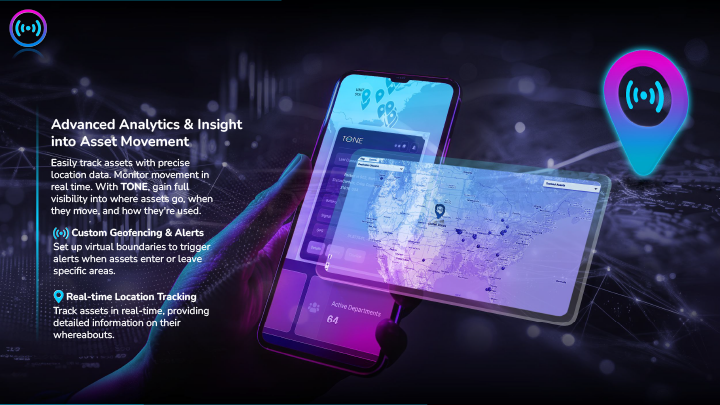 Advanced Analytics & Insight
into Asset Movement
Easily track assets with precise
location data. Monitor movement in
real time. With TONE, gain full
visibility into where assets go, when
they move, and how they're used.
Custom Geofencing & Alerts
Set up virtual boundaries to trigger
alerts when assets enter or leave
specific areas.
Real-time Location Tracking
Track assets in real-time, providing
detailed information on their
whereabouts.
TONE
Active Departments
64